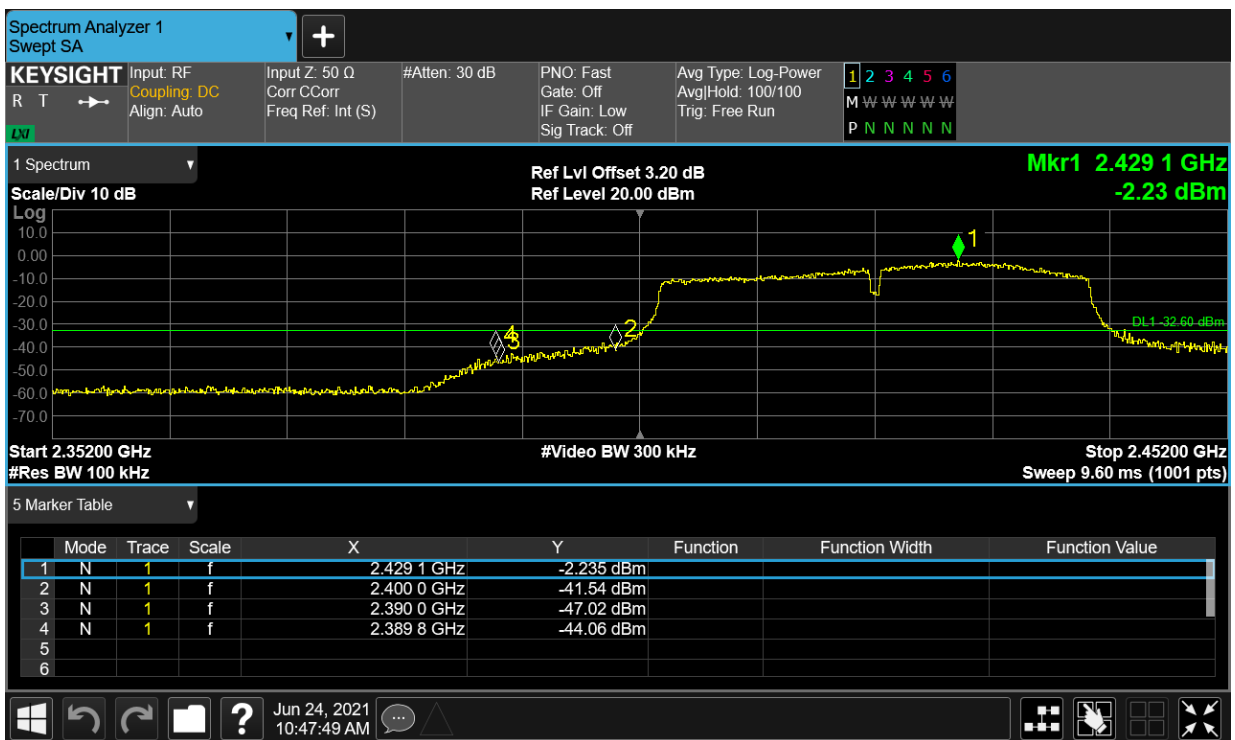 Spectrum Analyzer 1
Swept SA
KEYSIGHT
R T
LXI
Input: RF
Coupling: DC
Align: Auto
Input Z: 50 Ω
Corr CCorr
Freq Ref: Int (S)
#Atten: 30 dB
PNO: Fast
Gate: Off
IF Gain: Low
Sig Track: Off
Avg Type: Log-Power
Avg|Hold: 100/100
Trig: Free Run
1 2 3 4 5 6
M W W W W W
P N N N N N
1 Spectrum
Ref Lvl Offset 3.20 dB
Mkr1 2.429 1 GHz
Scale/Div 10 dB
Ref Level 20.00 dBm
-2.23 dBm
Log
10.0
0.00
-10.0
-20.0
-30.0
-40.0
-50.0
-60.0
-70.0
1
2
4
3
DL1 -32.60 dBm
Start 2.35200 GHz
#Video BW 300 kHz
Stop 2.45200 GHz
#Res BW 100 kHz
Sweep 9.60 ms (1001 pts)
5 Marker Table
Mode Trace Scale X Y Function Function Width Function Value
1 N 1 f 2.429 1 GHz -2.235 dBm
2 N 1 f 2.400 0 GHz -41.54 dBm
3 N 1 f 2.390 0 GHz -47.02 dBm
4 N 1 f 2.389 8 GHz -44.06 dBm
5
6
?
Jun 24, 2021
10:47:49 AM